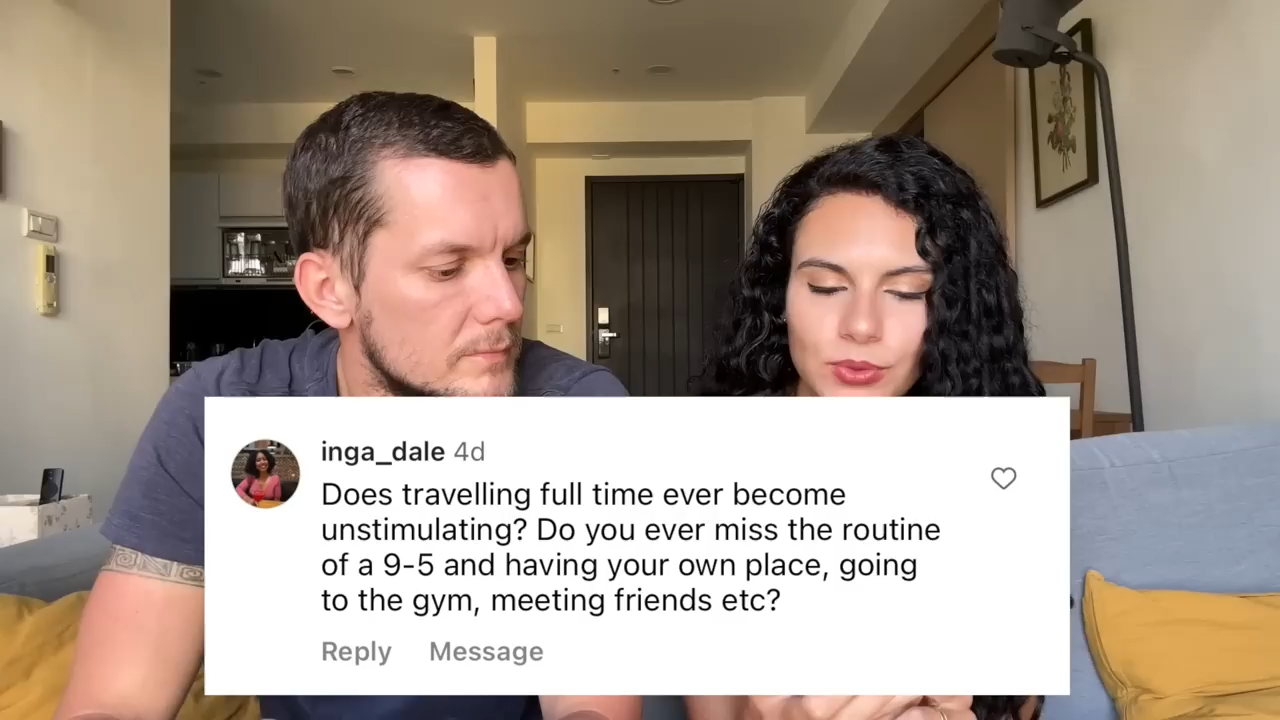 inga_dale 4d
Does travelling full time ever become
unstimulating? Do you ever miss the routine
of a 9-5 and having your own place, going
to the gym, meeting friends etc?
Reply Message